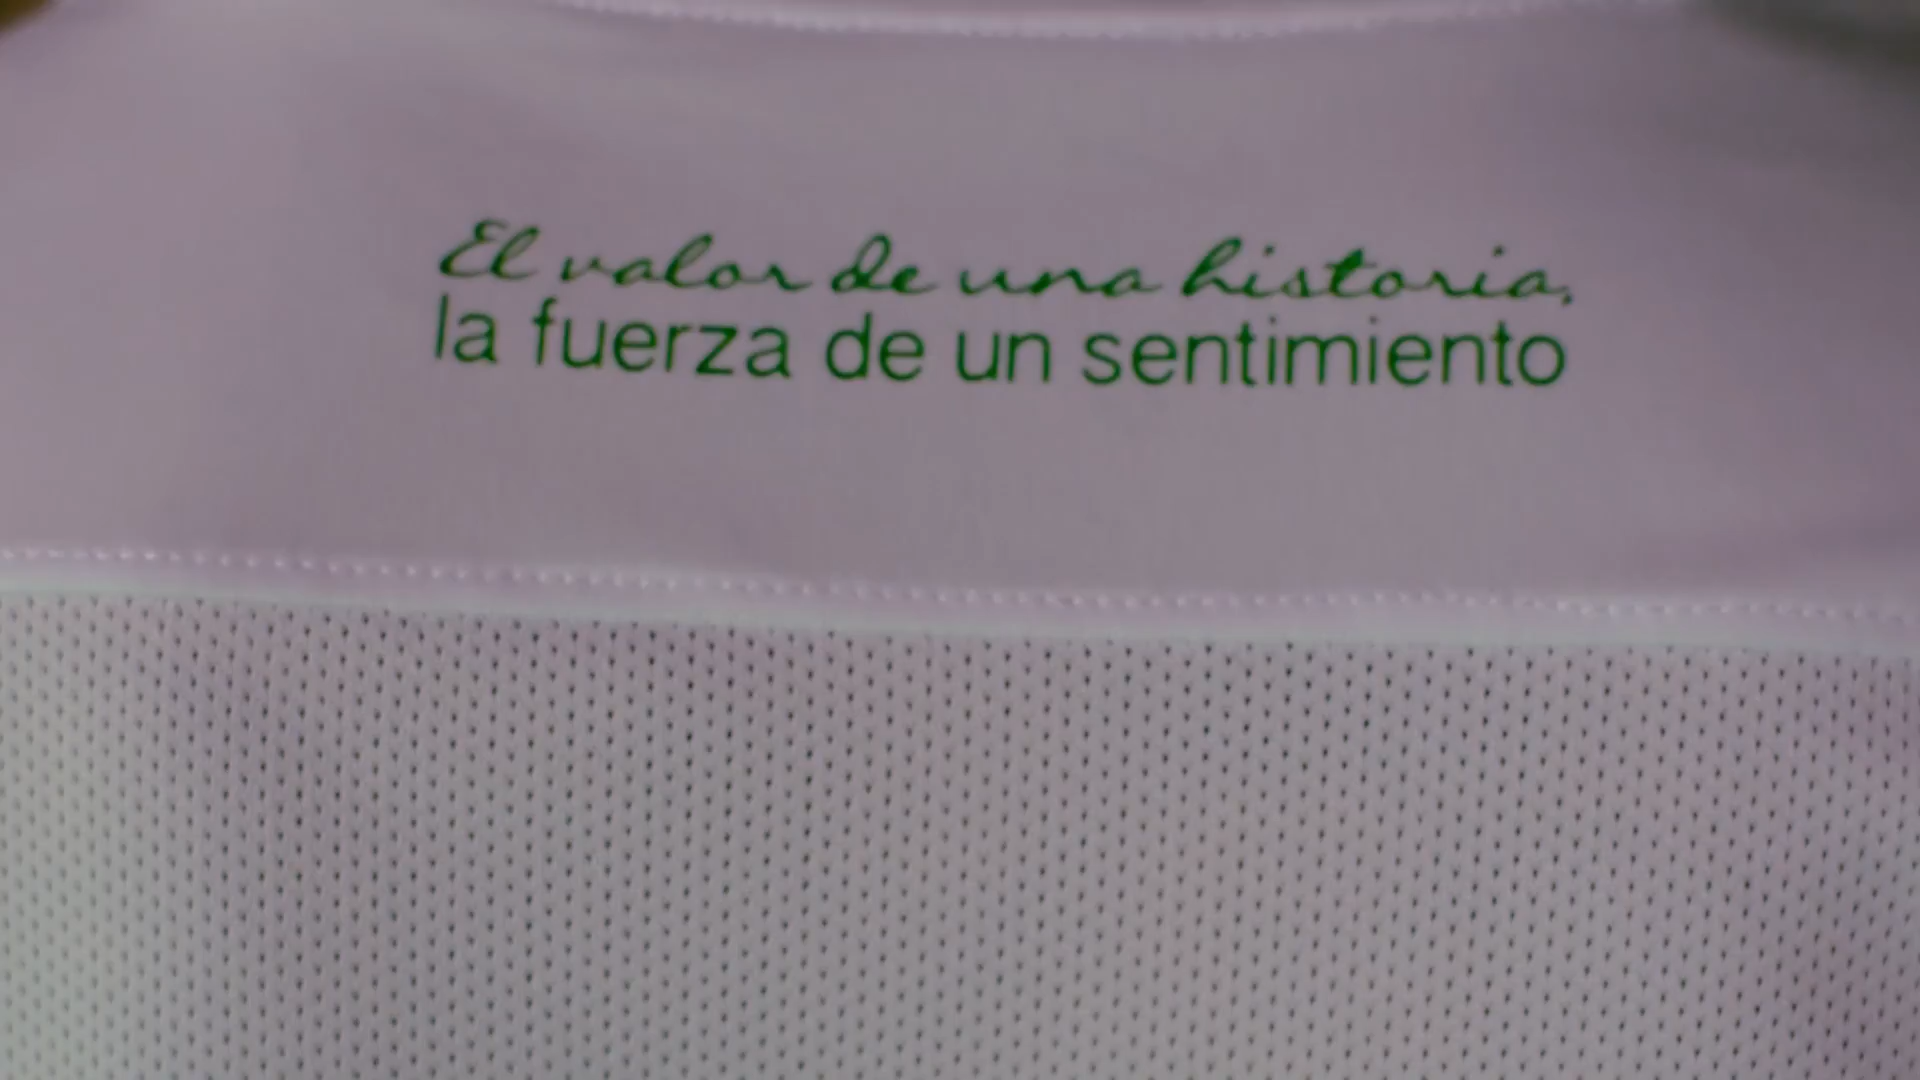 El valor de una historia,
la fuerza de un sentimiento